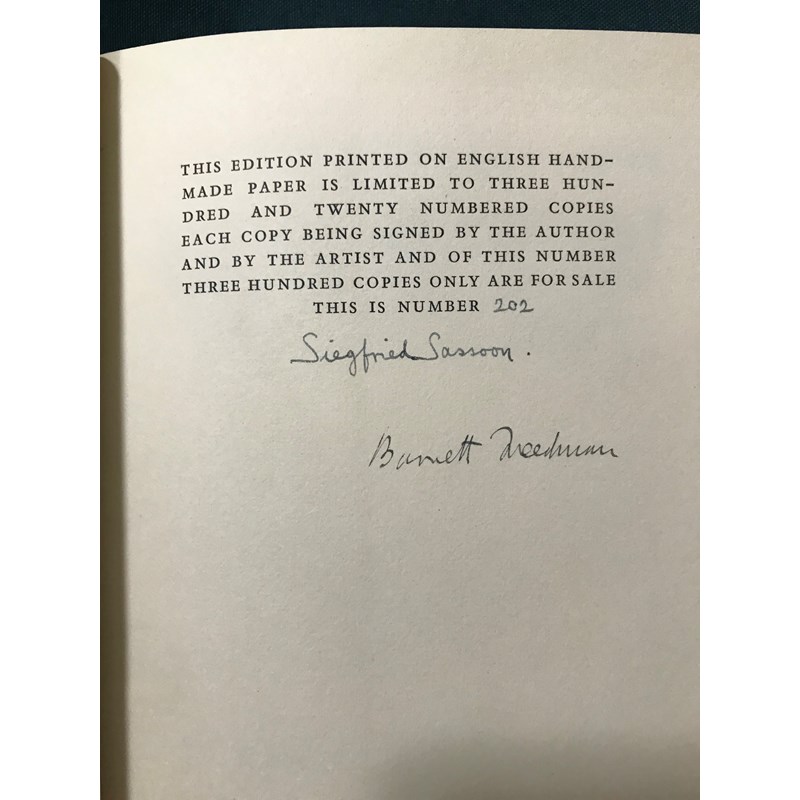 THIS EDITION PRINTED ON ENGLISH HAND-
MADE PAPER IS LIMITED TO THREE HUN-
DRED AND TWENTY NUMBERED COPIES
EACH COPY BEING SIGNED BY THE AUTHOR
AND BY THE ARTIST AND OF THIS NUMBER
THREE HUNDRED COPIES ONLY ARE FOR SALE
THIS IS NUMBER 202
Siegfried Sassoon.
Barnett Freedman